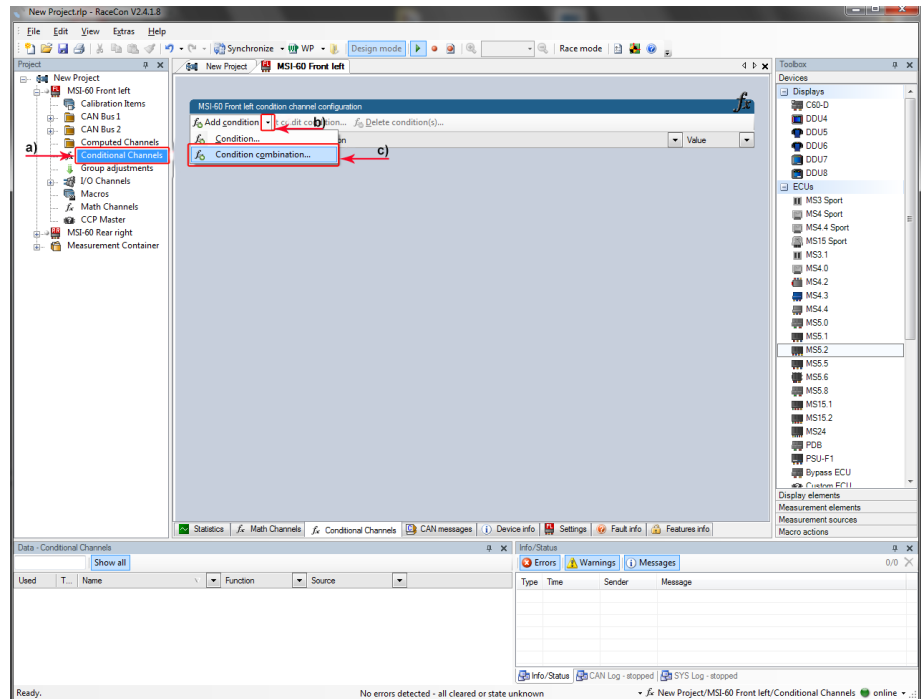 New Project.rlp - RaceCon V2.4.1.8
File Edit View Extras Help
Synchronize WP Design mode Race mode
Project
New Project
MSI-60 Front left
Calibration Items
CAN Bus 1
CAN Bus 2
Computed Channels
a)
Conditional Channels
Group adjustments
I/O Channels
Macros
Math Channels
CCP Master
MSI-60 Rear right
Measurement Container
New Project MSI-60 Front left
MSI-60 Front left condition channel configuration
fx
Add condition b) Delete condition(s)...
Condition... Value
Condition combination... c)
Statistics Math Channels Conditional Channels CAN messages Device info Settings Fault info Features info
Toolbox
Devices
Displays
C60-D
DDU4
DDU5
DDU6
DDU7
DDU8
ECUs
MS3 Sport
MS4 Sport
MS4.4 Sport
MS15 Sport
MS3.1
MS4.0
MS4.2
MS4.3
MS4.4
MS5.0
MS5.1
MS5.2
MS5.5
MS5.6
MS5.8
MS15.1
MS15.2
MS24
PDB
PSU-F1
Bypass ECU
Custom ECU
Display elements
Measurement elements
Measurement sources
Macro actions
Data - Conditional Channels
Show all
Used T... Name Function Source
Info/Status
Errors Warnings Messages 0/0
Type Time Sender Message
Info/Status CAN Log - stopped SYS Log - stopped
Ready. No errors detected - all cleared or state unknown fx New Project/MSI-60 Front left/Conditional Channels online